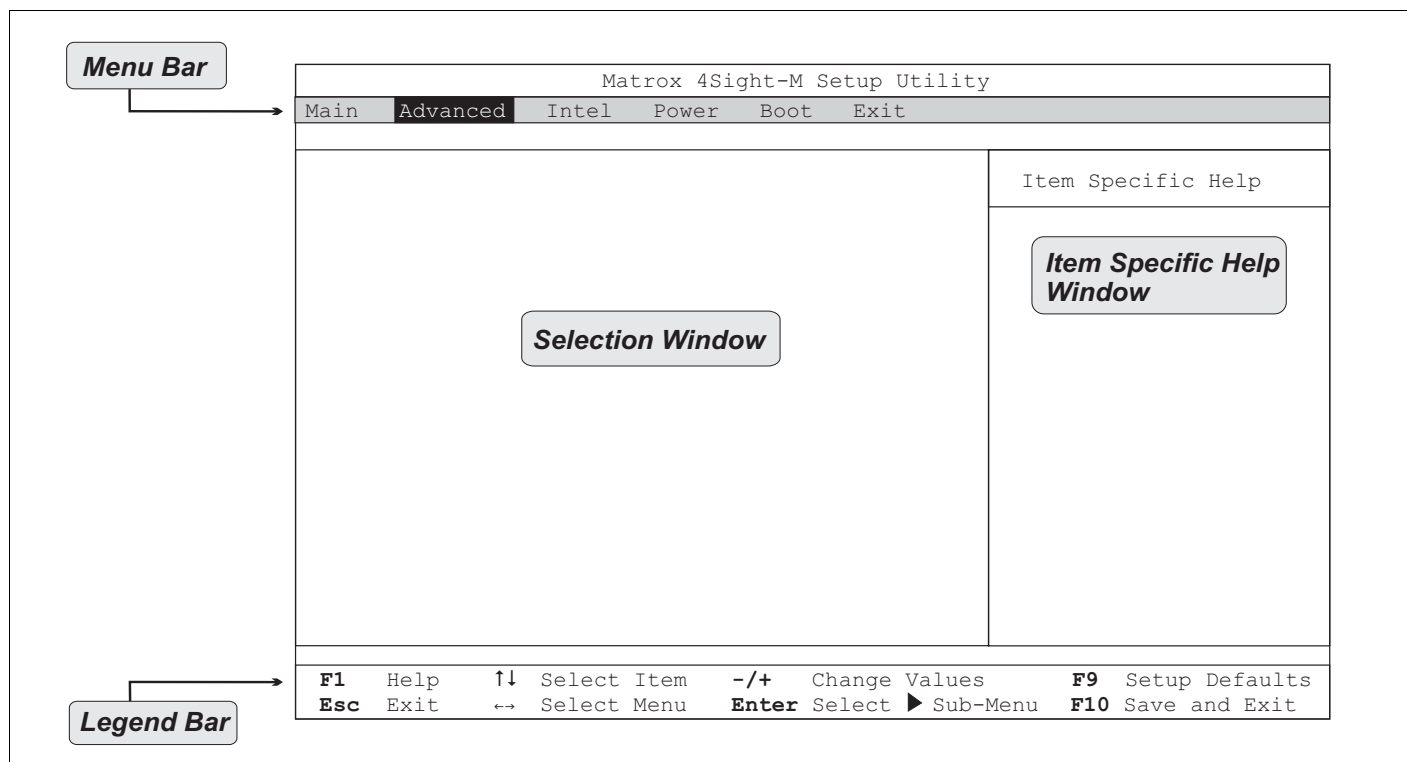 Menu Bar
Matrox 4Sight-M Setup Utility
Main Advanced Intel Power Boot Exit
Item Specific Help
Item Specific Help
Window
Selection Window
F1 Help ↑↓ Select Item -/+ Change Values F9 Setup Defaults
Esc Exit ←→ Select Menu Enter Select ▶ Sub-Menu F10 Save and Exit
Legend Bar